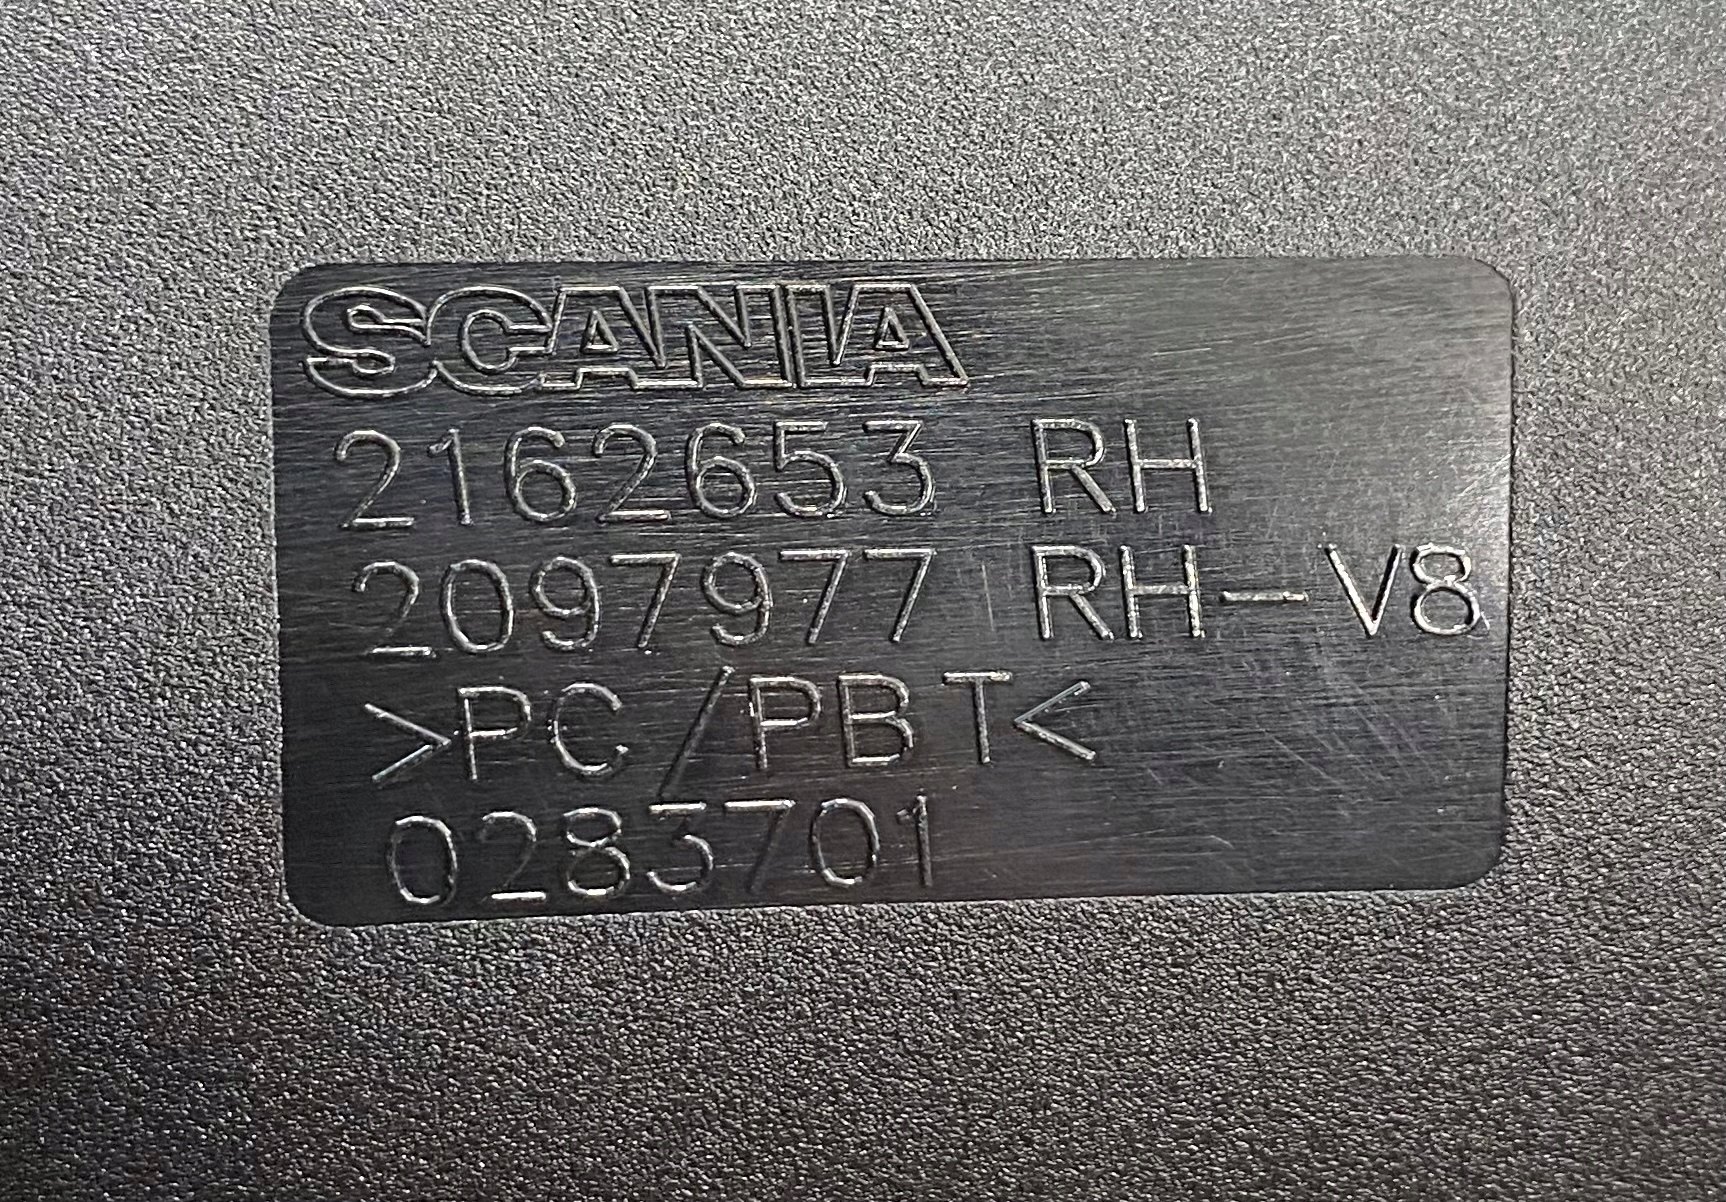 SCANIA
2162653 RH
2097977 RH-V8
>PC/PBT<
0283701